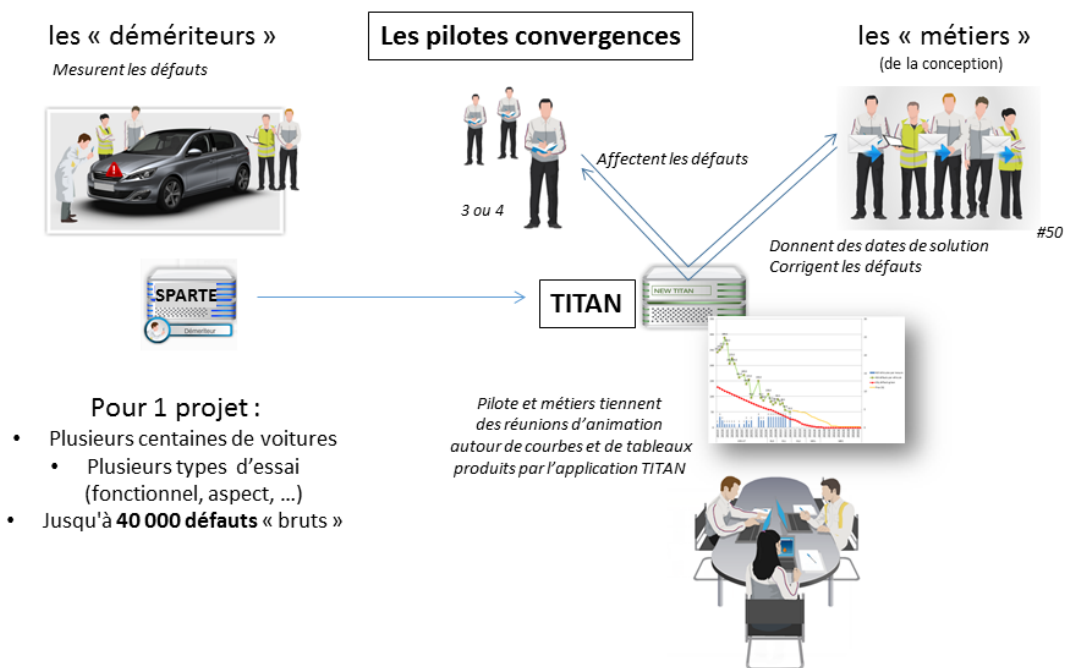 les « démériteurs »
Mesurent les défauts
Les pilotes convergences
les « métiers »
(de la conception)
3 ou 4
Affectent les défauts
#50
Donnent des dates de solution
Corrigent les défauts
SPARTE
Démeriteur
TITAN
NEW TITAN
Pour 1 projet :
• Plusieurs centaines de voitures
• Plusieurs types d’essai
(fonctionnel, aspect, …)
• Jusqu'à 40 000 défauts « bruts »
Pilote et métiers tiennent
des réunions d’animation
autour de courbes et de tableaux
produits par l’application TITAN